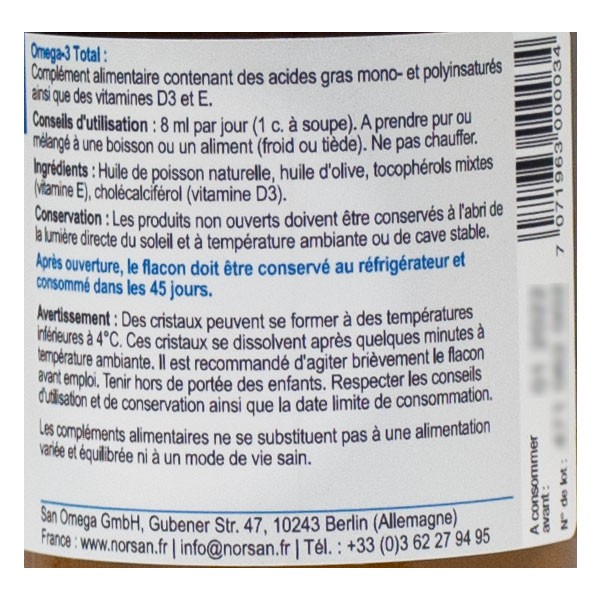 Omega-3 Total :
Complément alimentaire contenant des acides gras mono- et polyinsaturés
ainsi que des vitamines D3 et E.
Conseils d'utilisation : 8 ml par jour (1 c. à soupe). A prendre pur ou
mélangé à une boisson ou un aliment (froid ou tiède). Ne pas chauffer.
Ingrédients : Huile de poisson naturelle, huile d'olive, tocophérols mixtes
(vitamine E), cholécalciférol (vitamine D3).
Conservation : Les produits non ouverts doivent être conservés à l'abri de
la lumière directe du soleil et à température ambiante ou de cave stable.
Après ouverture, le flacon doit être conservé au réfrigérateur et
consommé dans les 45 jours.
Avertissement : Des cristaux peuvent se former à des températures
inférieures à 4°C. Ces cristaux se dissolvent après quelques minutes à
température ambiante. Il est recommandé d'agiter brièvement le flacon
avant emploi. Tenir hors de portée des enfants. Respecter les conseils
d'utilisation et de conservation ainsi que la date limite de consommation.
Les compléments alimentaires ne se substituent pas à une alimentation
variée et équilibrée ni à un mode de vie sain.
San Omega GmbH, Gubener Str. 47, 10243 Berlin (Allemagne)
France : www.norsan.fr | info@norsan.fr | Tél. : +33 (0)3 62 27 94 95
7 071963 000034
A consommer
avant :
N° de lot :